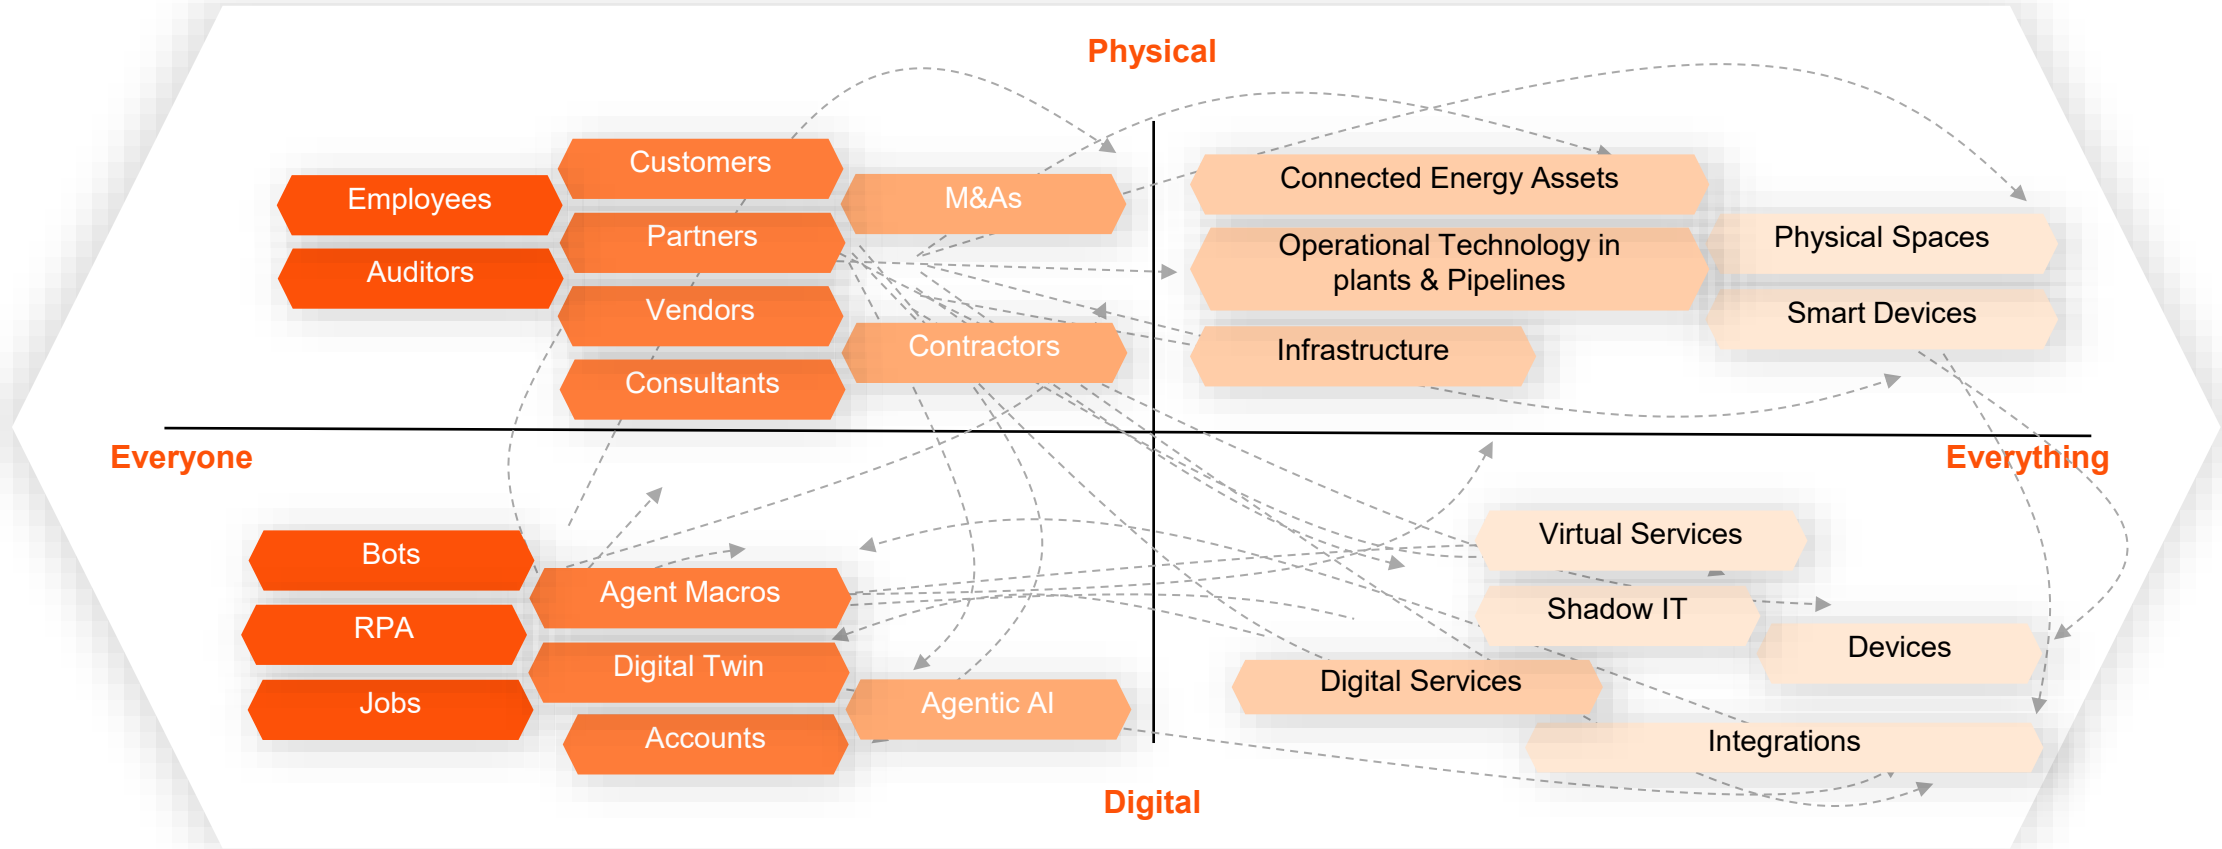 Physical
Customers
Employees
M&As
Partners
Auditors
Vendors
Contractors
Consultants
Connected Energy Assets
Operational Technology in
plants & Pipelines
Physical Spaces
Smart Devices
Infrastructure
Everyone
Everything
Bots
Agent Macros
RPA
Digital Twin
Jobs
Agentic AI
Accounts
Virtual Services
Shadow IT
Devices
Digital Services
Integrations
Digital